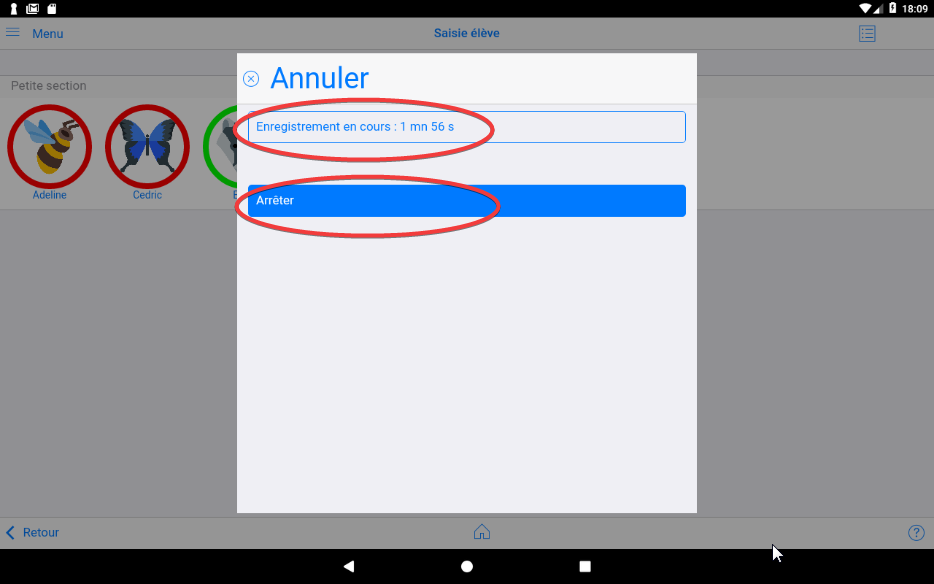 18:09
Menu
Saisie élève
Annuler
Petite section
Enregistrement en cours : 1 mn 56 s
Adeline
Cedric
Arrêter
Retour
?